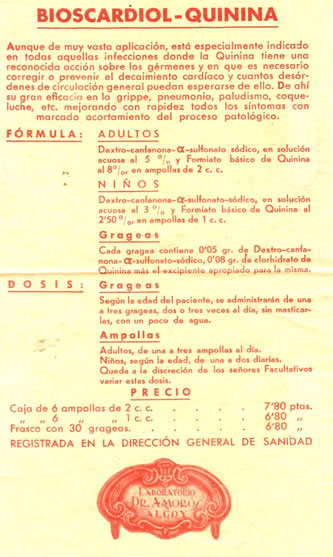 BIOSCARDIOL-QUININA
Aunque de muy vasta aplicación, está especialmente indicado
en todas aquellas infecciones donde la Quinina tiene una
reconocida acción sobre los gérmenes y en que es necesario
corregir o prevenir el decaimiento cardíaco y cuantos desór-
denes de circulación general puedan esperarse de ello. De ahí
su gran eficacia en la grippe, pneumonia, paludismo, coque-
luche, etc. mejorando con rapidez todos los síntomas con
marcado acortamiento del proceso patológico.
FÓRMULA: ADULTOS
Dextro-canfanona-α-sulfonato sódico, en solución
acuosa al 5 % y Formiato básico de Quinina
al 8%, en ampollas de 2 c. c.
NIÑOS
Dextro-canfanona-α-sulfonato-sódico, en solución
acuosa al 3 % y Formiato básico de Quinina al
2'50 %, en ampollas de 1 c. c.
Grageas
Cada gragea contiene 0'05 gr. de Dextro-canfa-
nona-α-sulfonato-sódico, 0'08 gr. de clorhidrato de
Quinina más el excipiente apropiado para la misma.
DOSIS: Grageas
Según la edad del paciente, se administrarán de una
a tres grageas, dos o tres veces al día, sin masticar-
las, con un poco de agua.
Ampollas
Adultos, de una a tres ampollas al día.
Niños, según la edad, de una a dos diarias.
Queda a la discreción de los señores Facultativos
variar estas dosis.
PRECIO
Caja de 6 ampollas de 2 c. c. . . . . 7'80 ptas.
„ „ 6 „ „ 1 c. c. . . . . 6'80 „
Frasco con 30 grageas. . . . . . 6'80 „
REGISTRADA EN LA DIRECCIÓN GENERAL DE SANIDAD
LABORATORIO
DR. AMORÓS
ALCOY